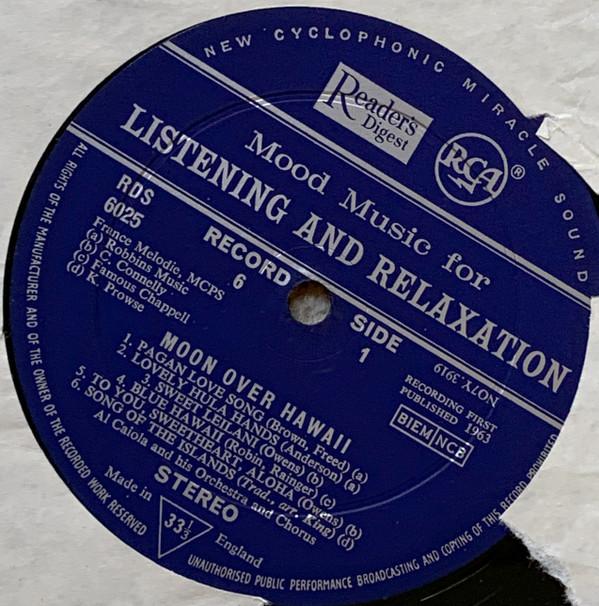 NEW CYCLOPHONIC MIRACLE SOUND
Reader's
Digest
RCA ®
Mood Music for
LISTENING AND RELAXATION
RDS
6025
France Melodie, MCPS
(a) Robbins Music
(b) C. Connelly
(c) Famous Chappell
(d) K. Prowse
RECORD
6
SIDE
1
NO7Y.3919
RECORDING FIRST
PUBLISHED 1963
BIEM NCB
MOON OVER HAWAII
1. PAGAN LOVE SONG (Brown, Freed) (a)
2. LOVELY HULA HANDS (Anderson) (a)
3. SWEET LEILANI (Owens) (b)
4. BLUE HAWAII (Robin, Rainger) (c)
5. TO YOU, SWEETHEART, ALOHA (Owens) (b)
6. SONG OF THE ISLANDS (Trad., arr. King) (d)
Al Caiola and his Orchestra and Chorus
STEREO
Made in
33⅓
England
ALL RIGHTS OF THE MANUFACTURER AND OF THE OWNER OF THE RECORDED WORK RESERVED
UNAUTHORISED PUBLIC PERFORMANCE BROADCASTING AND COPYING OF THIS RECORD PROHIBITED